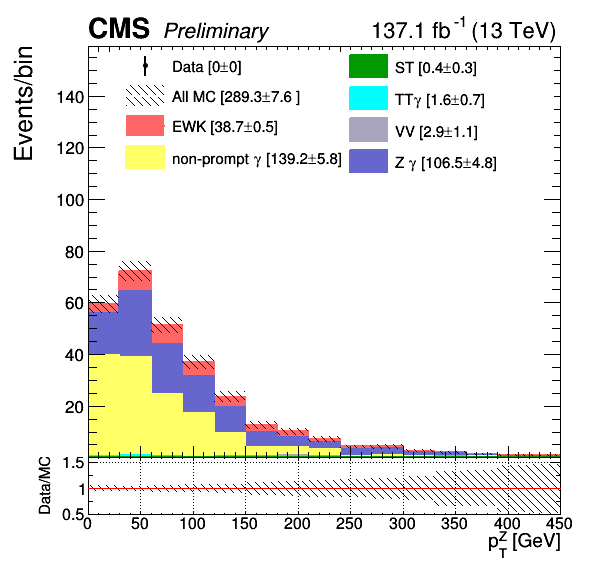 CMS Preliminary 137.1 fb⁻¹ (13 TeV)
Events/bin
Data [0±0]
All MC [289.3±7.6 ]
EWK [38.7±0.5]
non-prompt γ [139.2±5.8]
ST [0.4±0.3]
TTγ [1.6±0.7]
VV [2.9±1.1]
Z γ [106.5±4.8]
140
120
100
80
60
40
20
Data/MC
1.5
1
0.5
0 50 100 150 200 250 300 350 400 450
p_T^Z [GeV]